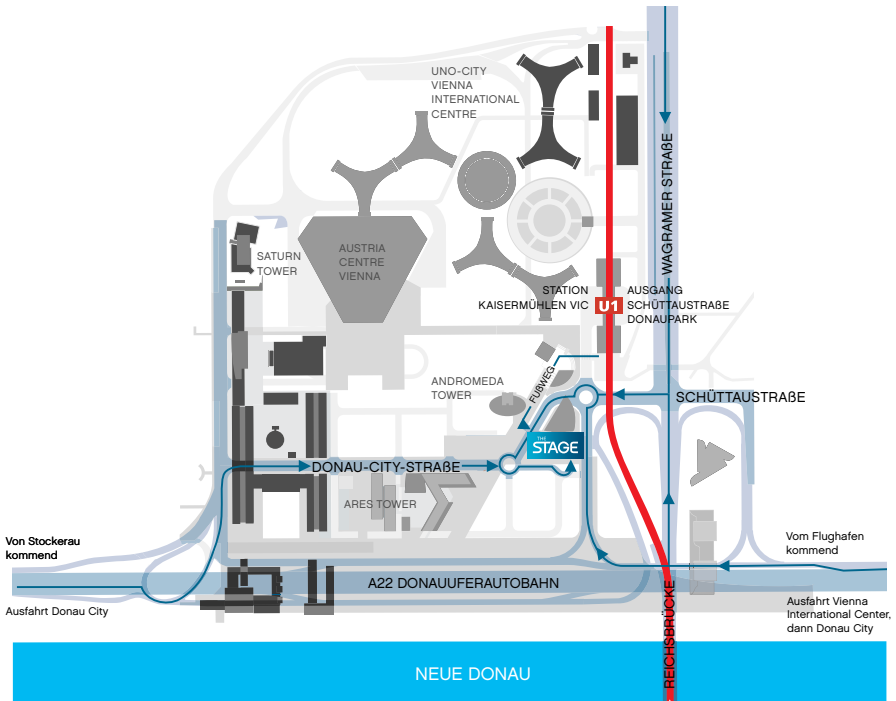 UNO-CITY
VIENNA
INTERNATIONAL
CENTRE
WAGRAMER STRAßE
SATURN
TOWER
AUSTRIA
CENTRE
VIENNA
STATION
KAISERMÜHLEN VIC
U1
AUSGANG
SCHÜTTAUSTRAßE
DONAUPARK
ANDROMEDA
TOWER
FUßWEG
SCHÜTTAUSTRAßE
THE
STAGE
DONAU-CITY-STRAßE
ARES TOWER
Von Stockerau
kommend
Vom Flughafen
kommend
A22 DONAUUFERAUTOBAHN
Ausfahrt Donau City
Ausfahrt Vienna
International Center,
dann Donau City
REICHSBRÜCKE
NEUE DONAU